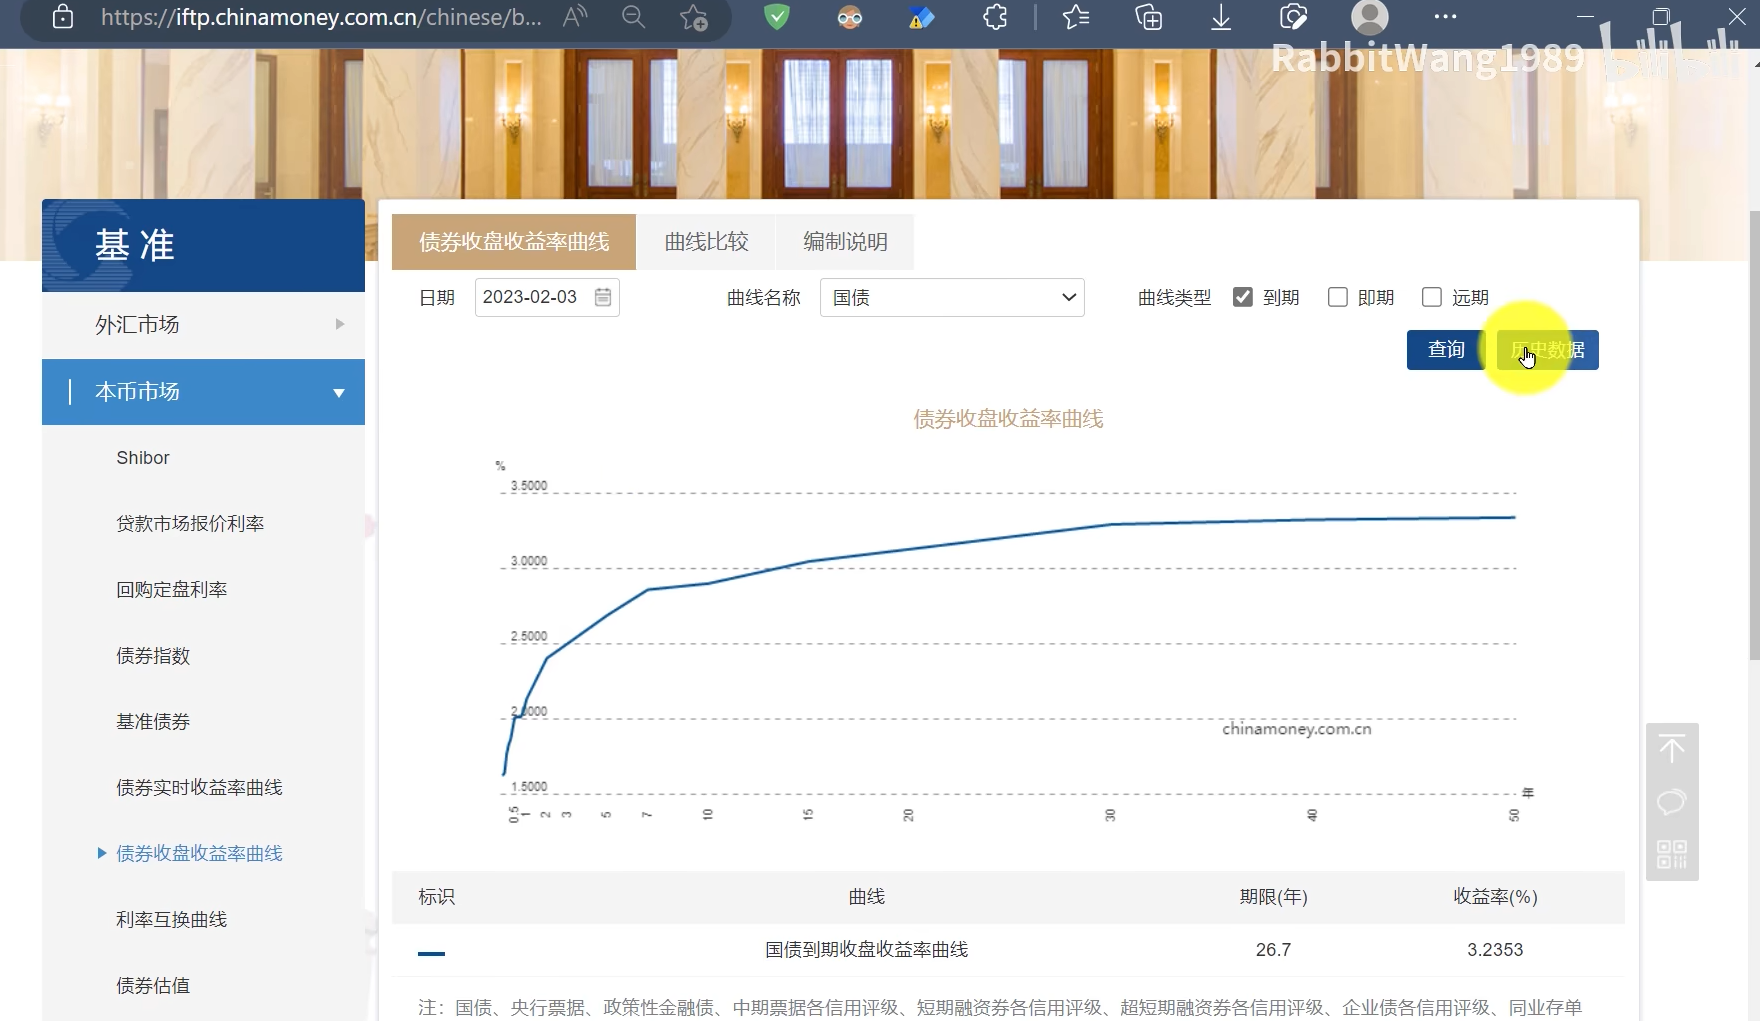 https://iftp.chinamoney.com.cn/chinese/b...
RabbitWang1989
bilibili
基 准
外汇市场
本币市场
Shibor
贷款市场报价利率
回购定盘利率
债券指数
基准债券
债券实时收益率曲线
债券收盘收益率曲线
利率互换曲线
债券估值
债券收盘收益率曲线 曲线比较 编制说明
日期 2023-02-03 曲线名称 国债 曲线类型 到期 即期 远期
查询 历史数据
债券收盘收益率曲线
%
3.5000
3.0000
2.5000
2.0000
1.5000
年
0.5 1 2 3 5 7 10 15 20 30 40 50
chinamoney.com.cn
标识 曲线 期限(年) 收益率(%)
国债到期收盘收益率曲线 26.7 3.2353
注：国债、央行票据、政策性金融债、中期票据各信用评级、短期融资券各信用评级、超短期融资券各信用评级、企业债各信用评级、同业存单